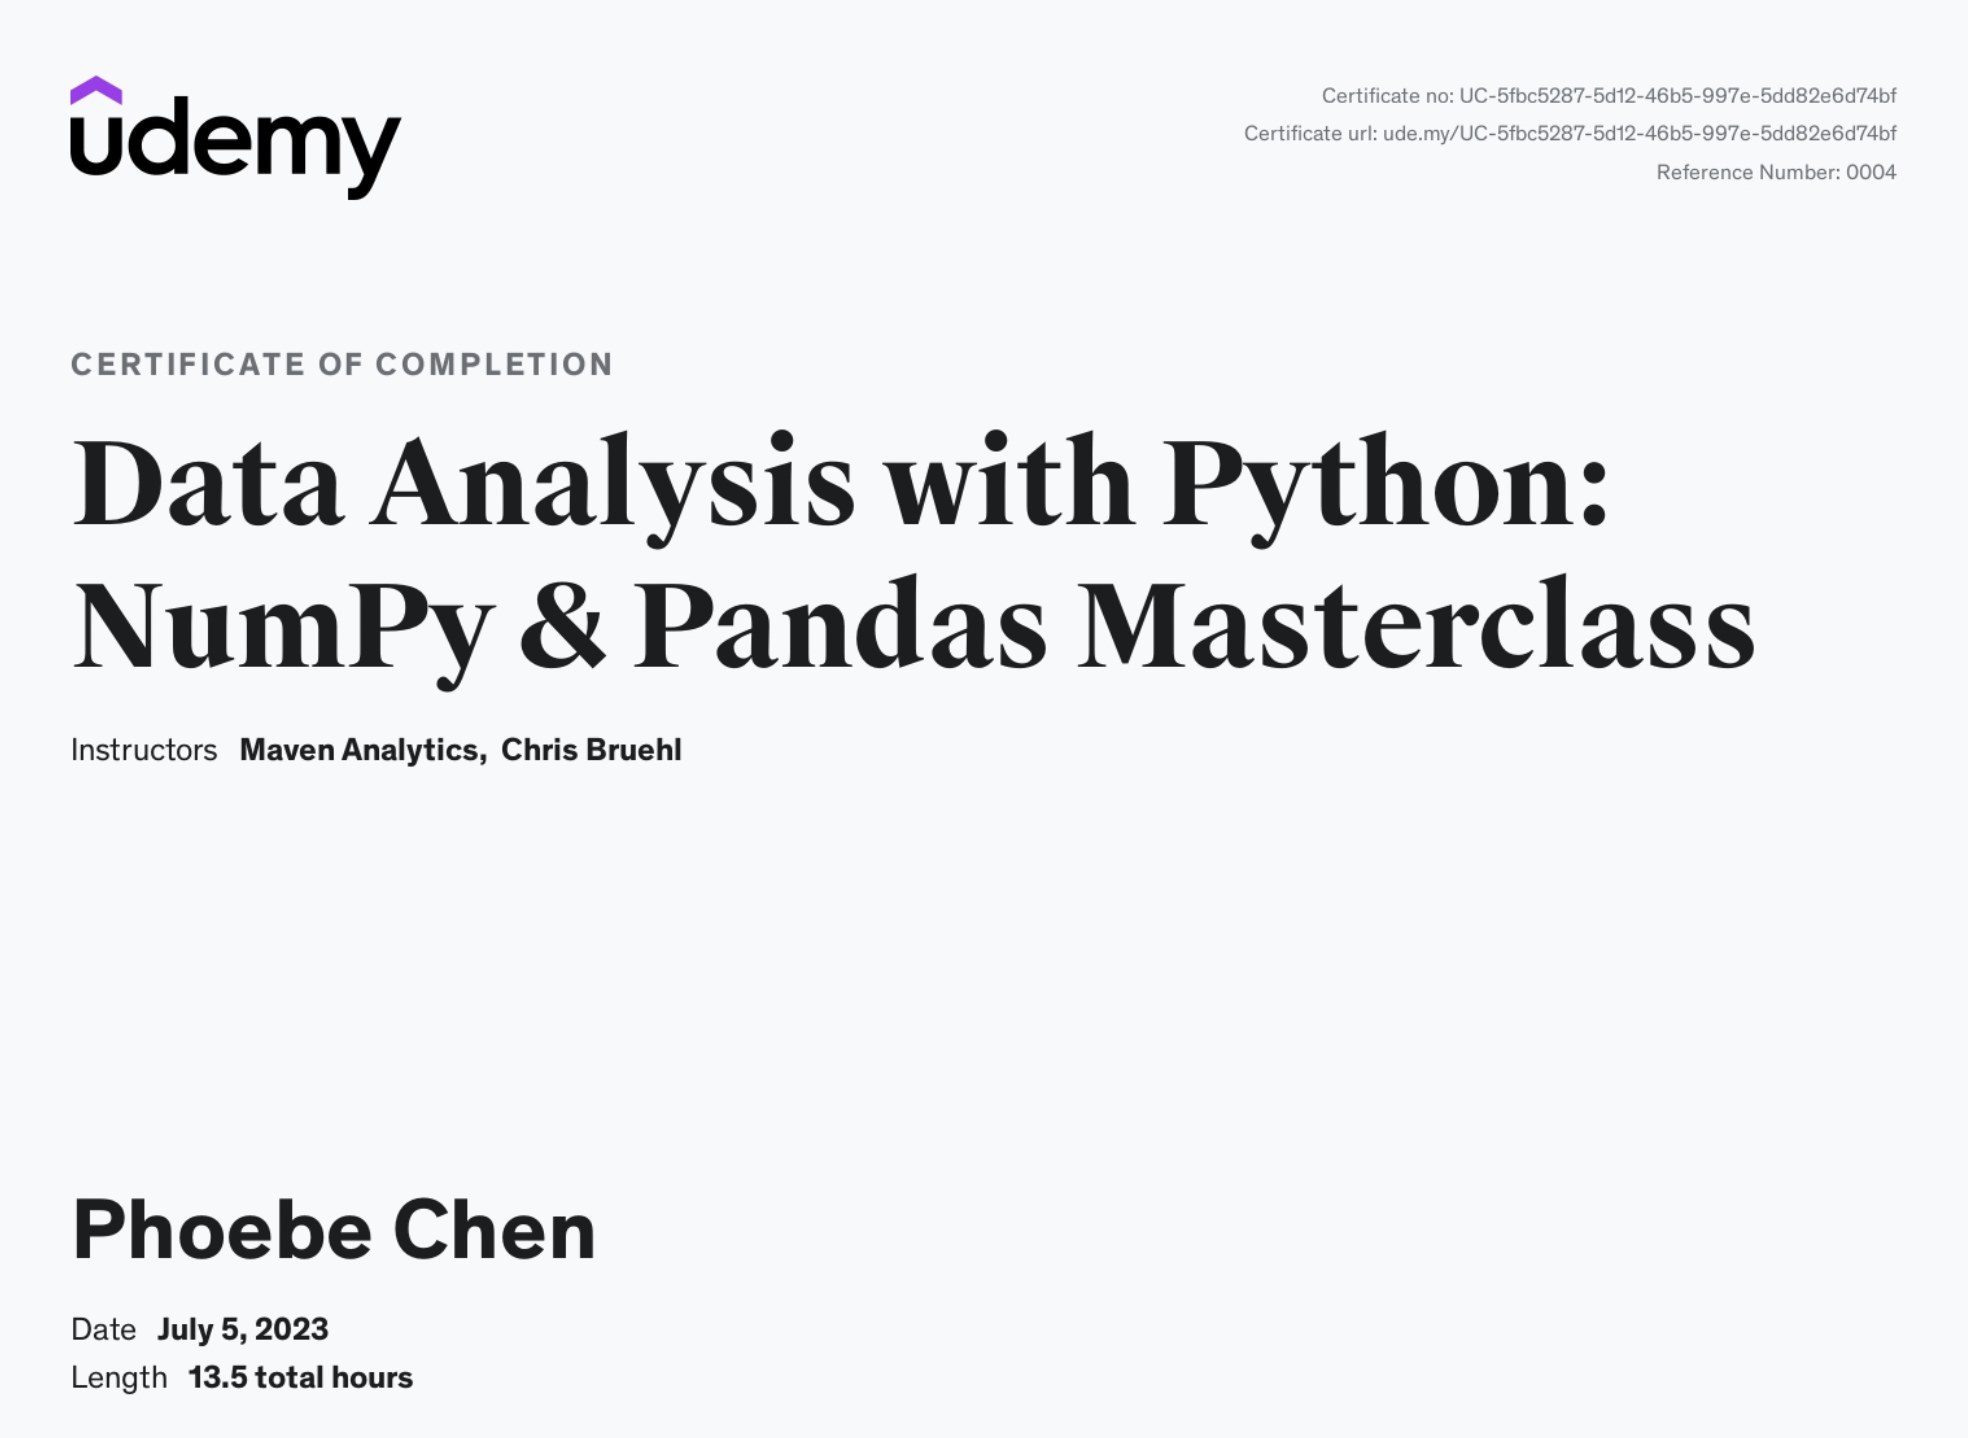 udemy
Certificate no: UC-5fbc5287-5d12-46b5-997e-5dd82e6d74bf
Certificate url: ude.my/UC-5fbc5287-5d12-46b5-997e-5dd82e6d74bf
Reference Number: 0004
CERTIFICATE OF COMPLETION
Data Analysis with Python:
NumPy & Pandas Masterclass
Instructors Maven Analytics, Chris Bruehl
Phoebe Chen
Date July 5, 2023
Length 13.5 total hours